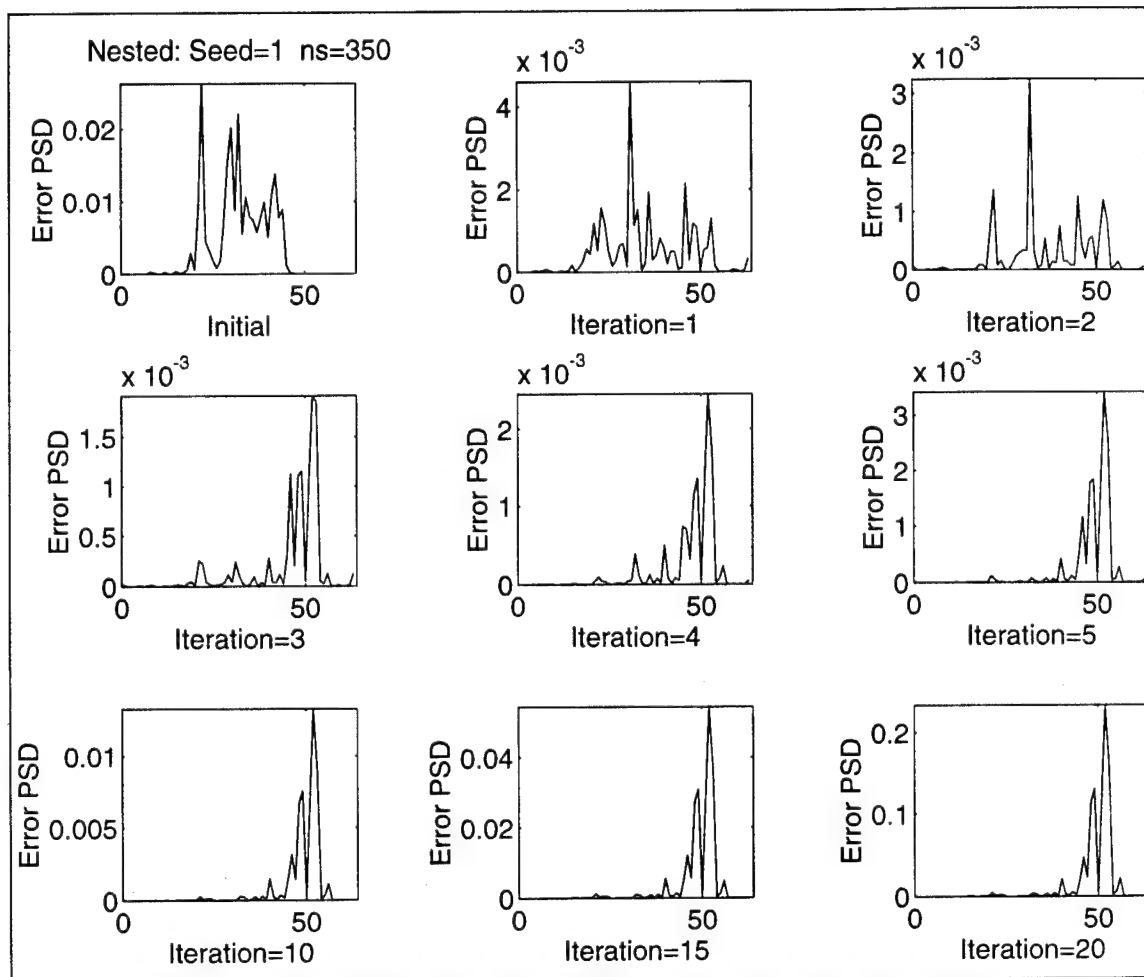 Nested: Seed=1 ns=350
Error PSD
0.02
0.01
0
0
50
Initial
x 10^-3
Error PSD
4
2
0
0
50
Iteration=1
x 10^-3
Error PSD
3
2
1
0
0
50
Iteration=2
x 10^-3
Error PSD
1.5
1
0.5
0
0
50
Iteration=3
x 10^-3
Error PSD
2
1
0
0
50
Iteration=4
x 10^-3
Error PSD
3
2
1
0
0
50
Iteration=5
Error PSD
0.01
0.005
0
0
50
Iteration=10
Error PSD
0.04
0.02
0
0
50
Iteration=15
Error PSD
0.2
0.1
0
0
50
Iteration=20